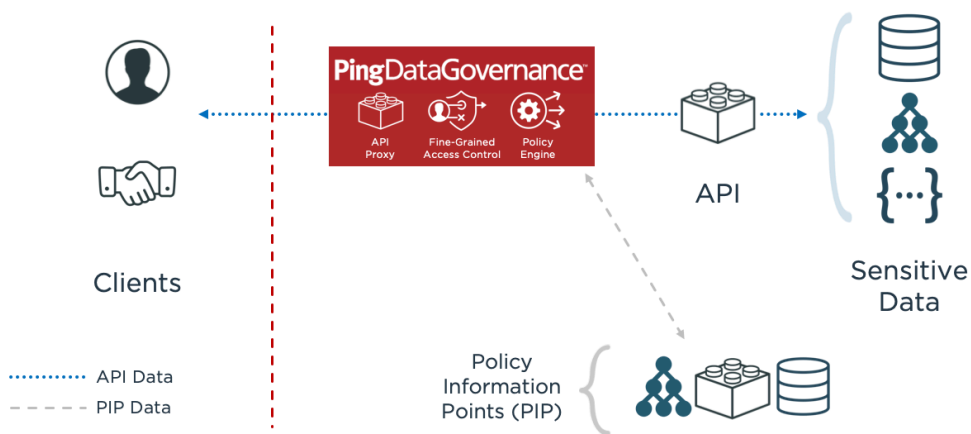 PingDataGovernance™
API
Proxy
Fine-Grained
Access Control
Policy
Engine
API
{...}
Clients
Sensitive
Data
Policy
Information
Points (PIP)
API Data
PIP Data